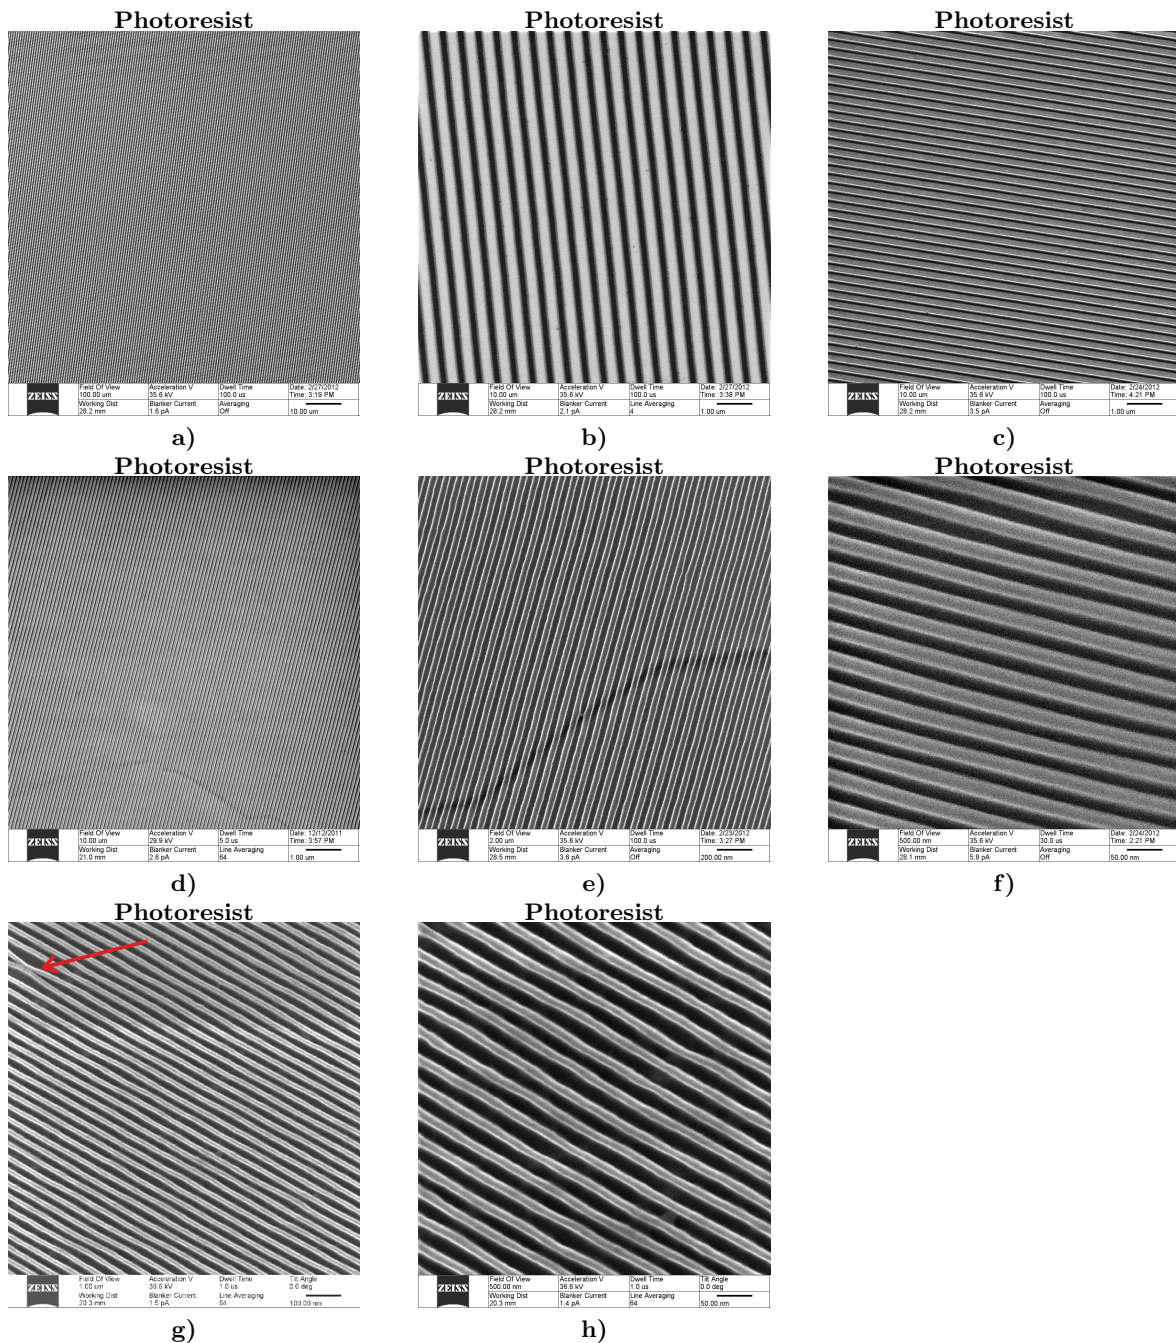 Photoresist
Photoresist
Photoresist
ZEISS
Field Of View
100.00 um
Working Dist
28.2 mm
Acceleration V
35.6 kV
Blanker Current
1.6 pA
Dwell Time
100.0 us
Averaging
Off
Date: 2/27/2012
Time: 3:19 PM
10.00 um
ZEISS
Field Of View
10.00 um
Working Dist
28.2 mm
Acceleration V
35.6 kV
Blanker Current
2.1 pA
Dwell Time
100.0 us
Line Averaging
4
Date: 2/27/2012
Time: 3:38 PM
1.00 um
ZEISS
Field Of View
10.00 um
Working Dist
28.2 mm
Acceleration V
35.6 kV
Blanker Current
3.5 pA
Dwell Time
100.0 us
Averaging
Off
Date: 2/24/2012
Time: 4:21 PM
1.00 um
a)
b)
c)
Photoresist
Photoresist
Photoresist
ZEISS
Field Of View
10.00 um
Working Dist
21.0 mm
Acceleration V
29.9 kV
Blanker Current
2.6 pA
Dwell Time
5.0 us
Line Averaging
64
Date: 12/12/2011
Time: 3:57 PM
1.00 um
ZEISS
Field Of View
2.00 um
Working Dist
28.5 mm
Acceleration V
35.6 kV
Blanker Current
3.6 pA
Dwell Time
100.0 us
Averaging
Off
Date: 2/23/2012
Time: 3:27 PM
200.00 nm
ZEISS
Field Of View
500.00 nm
Working Dist
28.1 mm
Acceleration V
35.6 kV
Blanker Current
5.8 pA
Dwell Time
30.0 us
Averaging
Off
Date: 2/24/2012
Time: 2:21 PM
50.00 nm
d)
e)
f)
Photoresist
Photoresist
ZEISS
Field Of View
1.00 um
Working Dist
20.3 mm
Acceleration V
36.6 kV
Blanker Current
1.5 pA
Dwell Time
1.0 us
Line Averaging
64
Tilt Angle
0.0 deg
100.00 nm
ZEISS
Field Of View
500.00 nm
Working Dist
20.3 mm
Acceleration V
36.6 kV
Blanker Current
1.4 pA
Dwell Time
1.0 us
Line Averaging
64
Tilt Angle
0.0 deg
50.00 nm
g)
h)